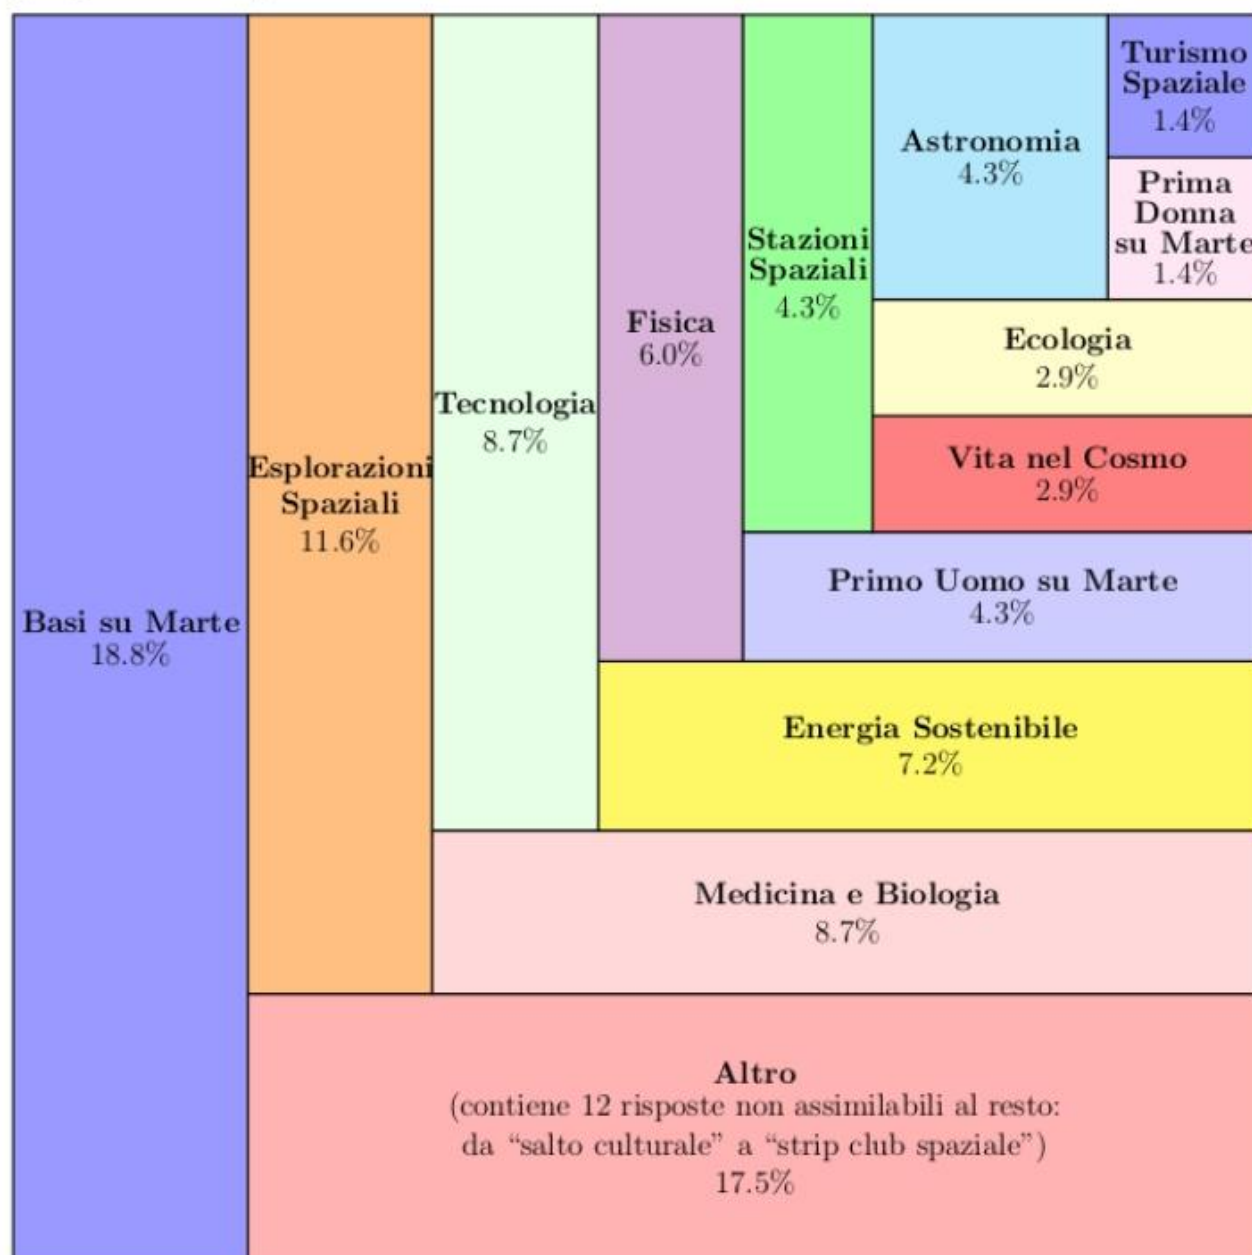 Basi su Marte
18.8%
Esplorazioni
Spaziali
11.6%
Tecnologia
8.7%
Fisica
6.0%
Stazioni
Spaziali
4.3%
Astronomia
4.3%
Turismo
Spaziale
1.4%
Prima
Donna
su Marte
1.4%
Ecologia
2.9%
Vita nel Cosmo
2.9%
Primo Uomo su Marte
4.3%
Energia Sostenibile
7.2%
Medicina e Biologia
8.7%
Altro
(contiene 12 risposte non assimilabili al resto:
da “salto culturale” a “strip club spaziale”)
17.5%